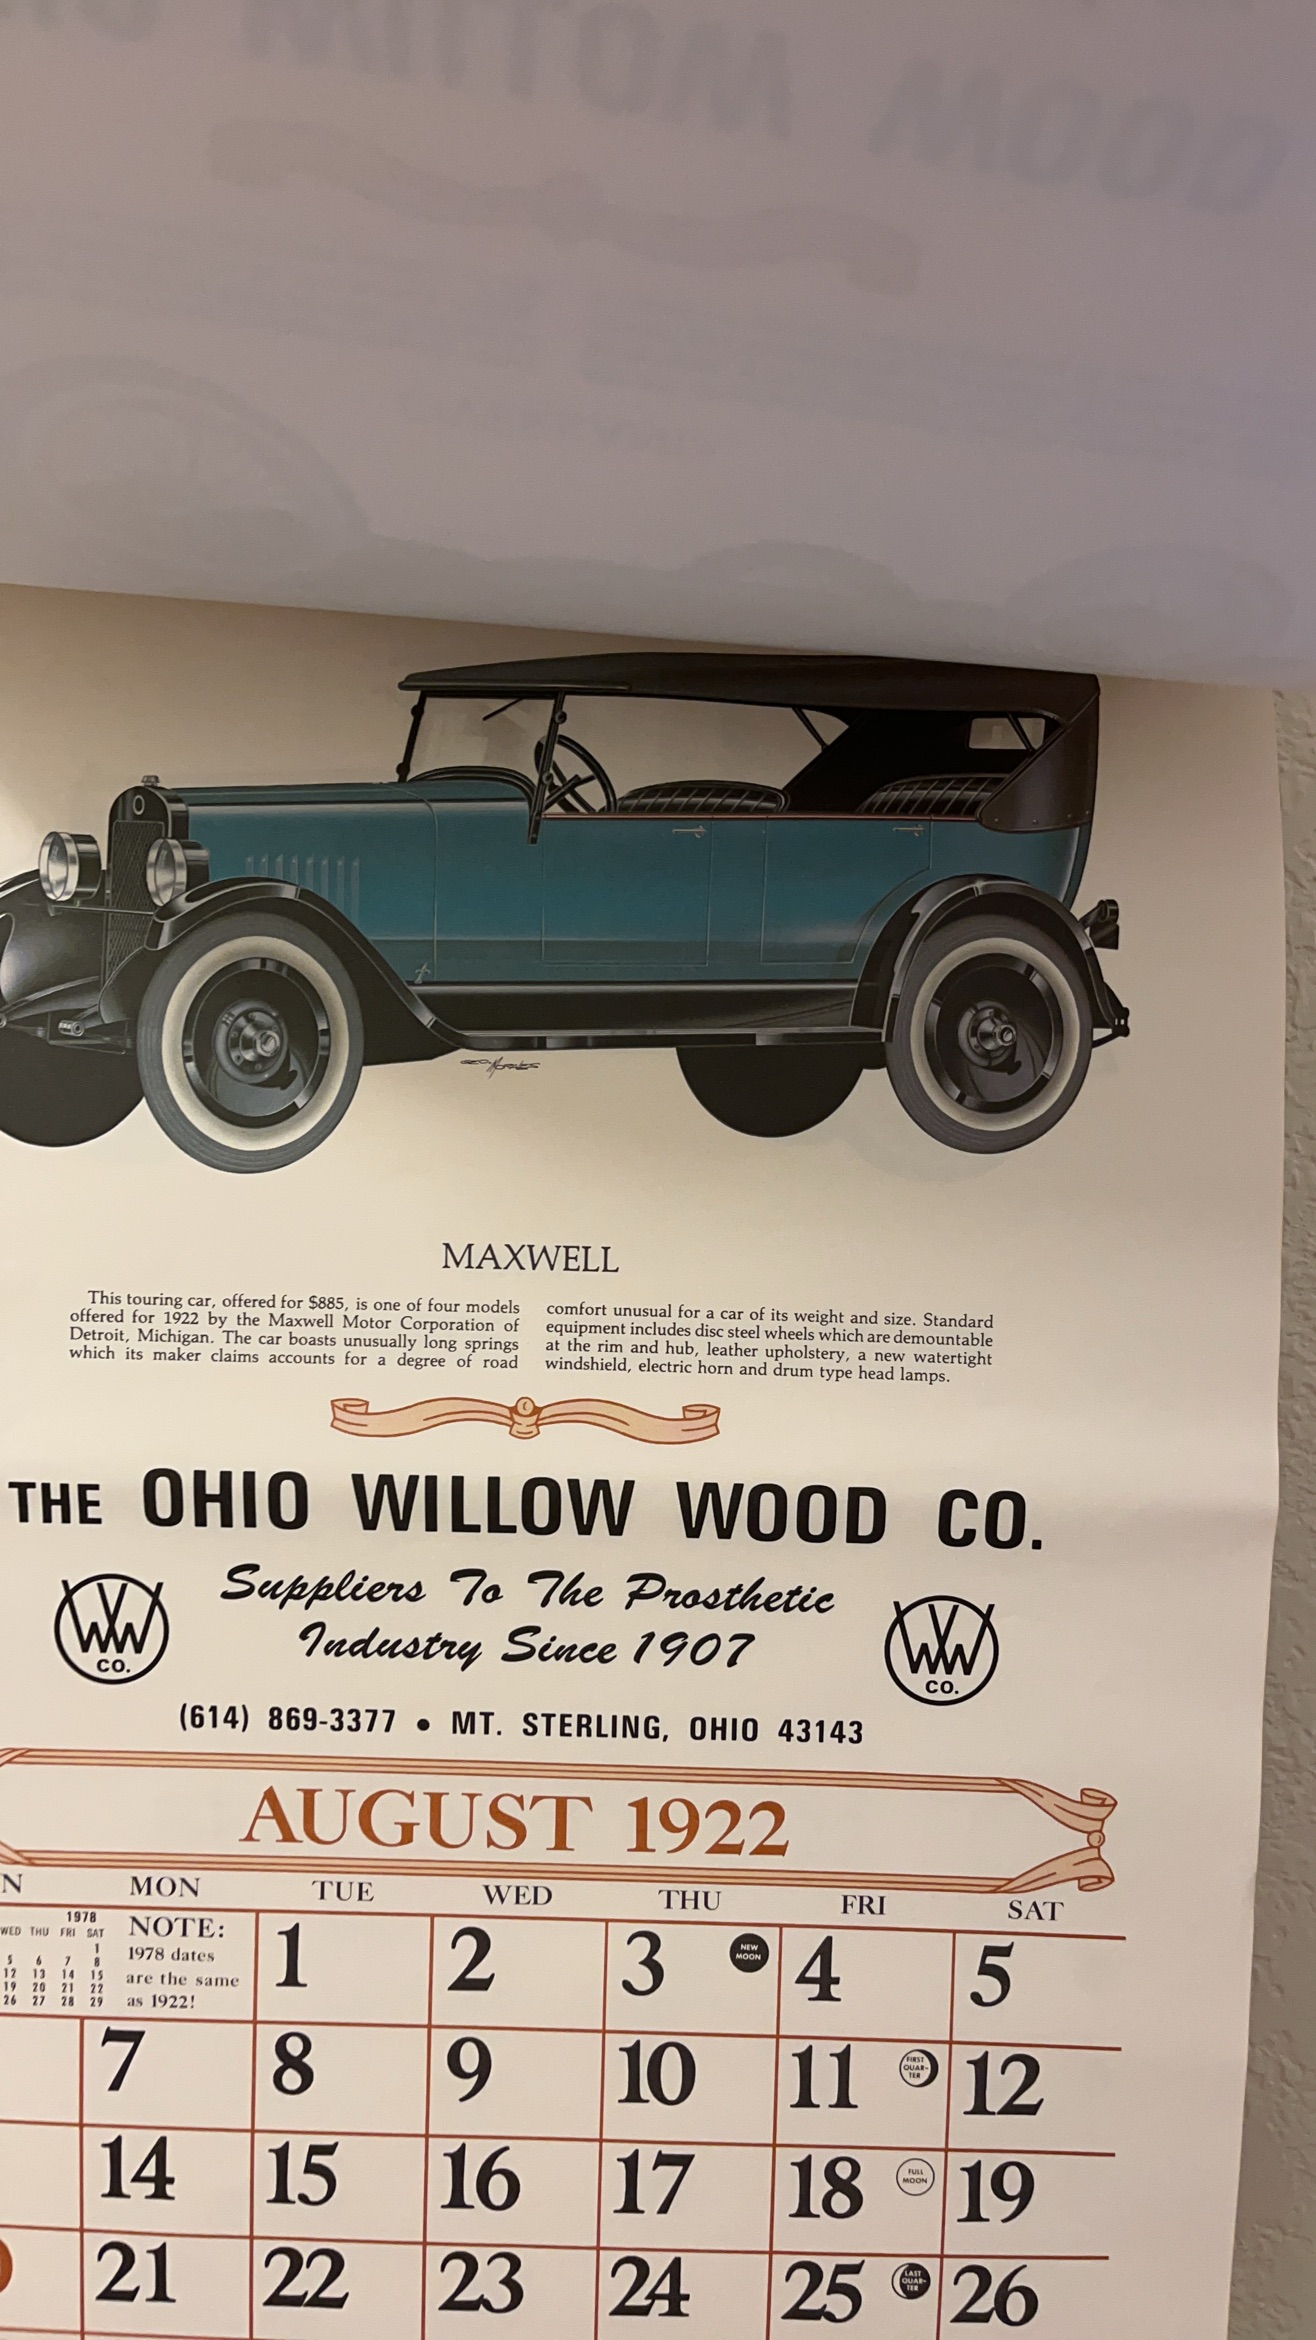 MAXWELL
This touring car, offered for $885, is one of four models
offered for 1922 by the Maxwell Motor Corporation of
Detroit, Michigan. The car boasts unusually long springs
which its maker claims accounts for a degree of road
comfort unusual for a car of its weight and size. Standard
equipment includes disc steel wheels which are demountable
at the rim and hub, leather upholstery, a new watertight
windshield, electric horn and drum type head lamps.
THE OHIO WILLOW WOOD CO.
Suppliers To The Prosthetic
Industry Since 1907
WW CO.
WW CO.
(614) 869-3377 • MT. STERLING, OHIO 43143
AUGUST 1922
N MON TUE WED THU FRI SAT
1978
WED THU FRI SAT
1
5 6 7 8
12 13 14 15
19 20 21 22
26 27 28 29
NOTE:
1978 dates
are the same
as 1922!
1 2 3 NEW MOON 4 5
7 8 9 10 11 FIRST QUAR-TER 12
14 15 16 17 18 FULL MOON 19
21 22 23 24 25 LAST QUAR-TER 26